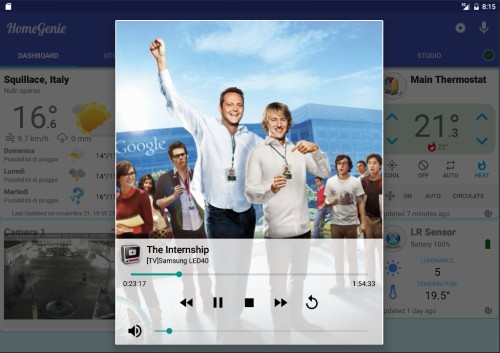 8:15
HomeGenie
DASHBOARD
STUDIO
Squillace, Italy
Nubi sparse
16°.6
9.7 km/h
0 mm
Domenica
Possibilità di pioggia
14°/1
Lunedì
Possibilità di pioggia
14°/1
Martedì
Possibilità di pioggia
16°/1
Last Updated on novembre 21, 19:35
Camera 1
Google
The Internship
[TV]Samsung LED40
0:23:17
1:54:33
Main Thermostat
21°.3
22°
COOL
OFF
AUTO
HEAT
ON
AUTO
CIRCULATE
updated 7 minutes ago
LR Sensor
Battery 100%
LUMINANCE
5
TEMPERATURE
19.5°
updated 1 day ago